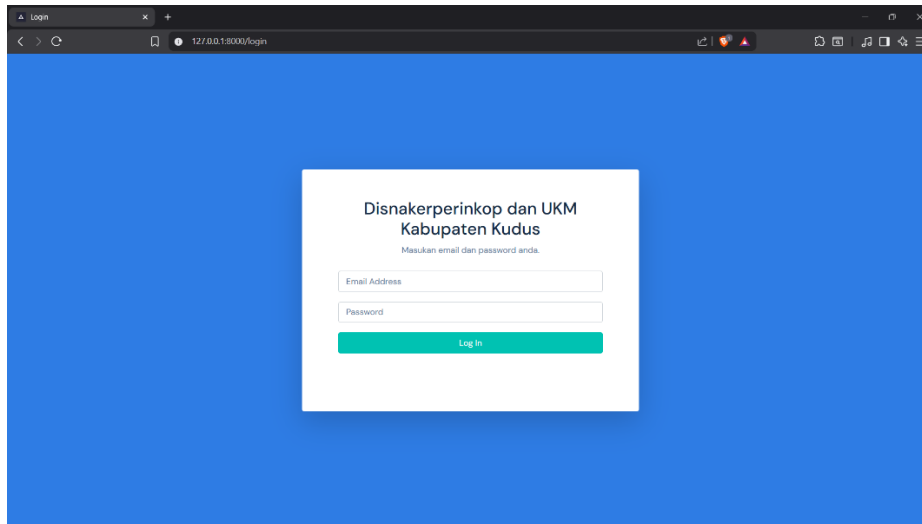 Login
127.0.0.1:8000/login
Disnakerperinkop dan UKM
Kabupaten Kudus
Masukan email dan password anda.
Email Address
Password
Log In